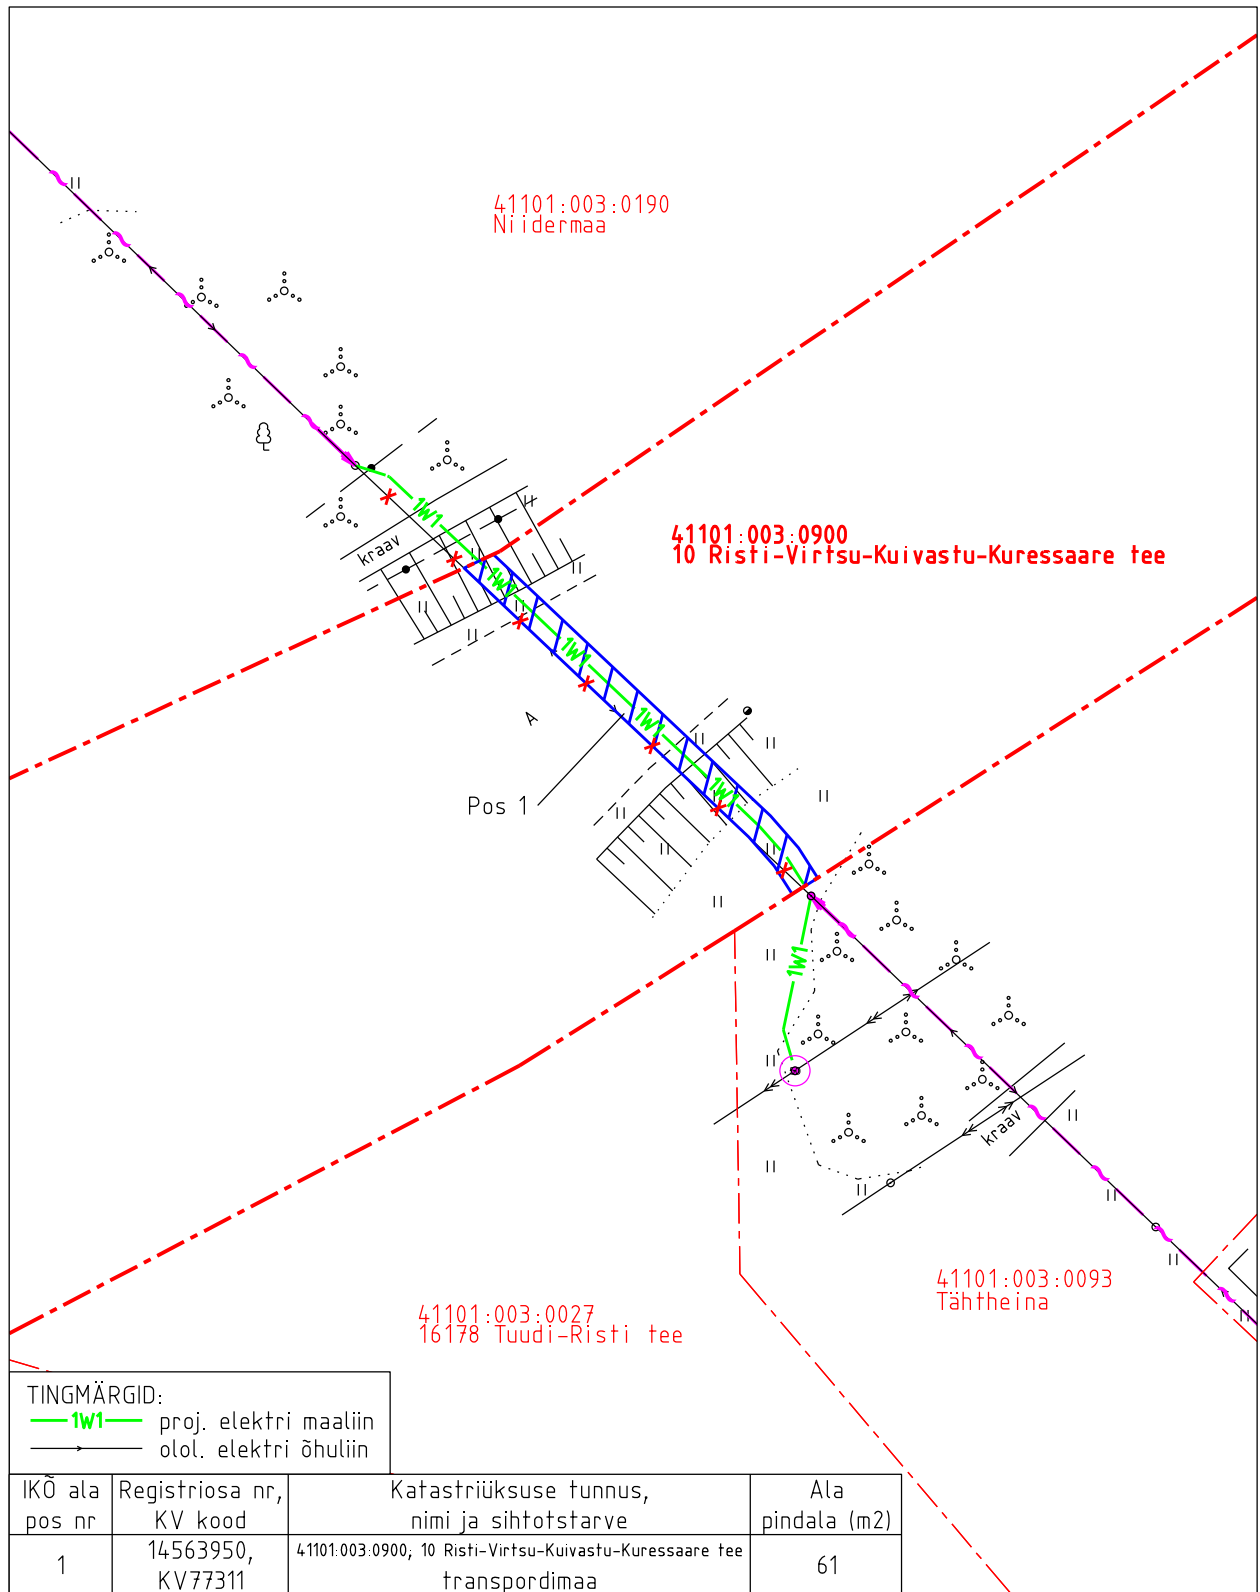 41101:003:0190
Niidermaa
1W1
kraav
41101:003:0900
10 Risti-Virtsu-Kuivastu-Kuressaare tee
1W1
1W1
A
1W1
Pos 1
1W1
1W1
kraav
41101:003:0093
Tähtheina
41101:003:0027
16178 Tuudi-Risti tee
TINGMÄRGID:
1W1 proj. elektri maaliin
olol. elektri õhuliin
IKÕ ala pos nr
Registriosa nr, KV kood
Katastriüksuse tunnus, nimi ja sihtotstarve
Ala pindala (m2)
1
14563950, KV77311
41101:003:0900; 10 Risti-Virtsu-Kuivastu-Kuressaare tee
transpordimaa
61